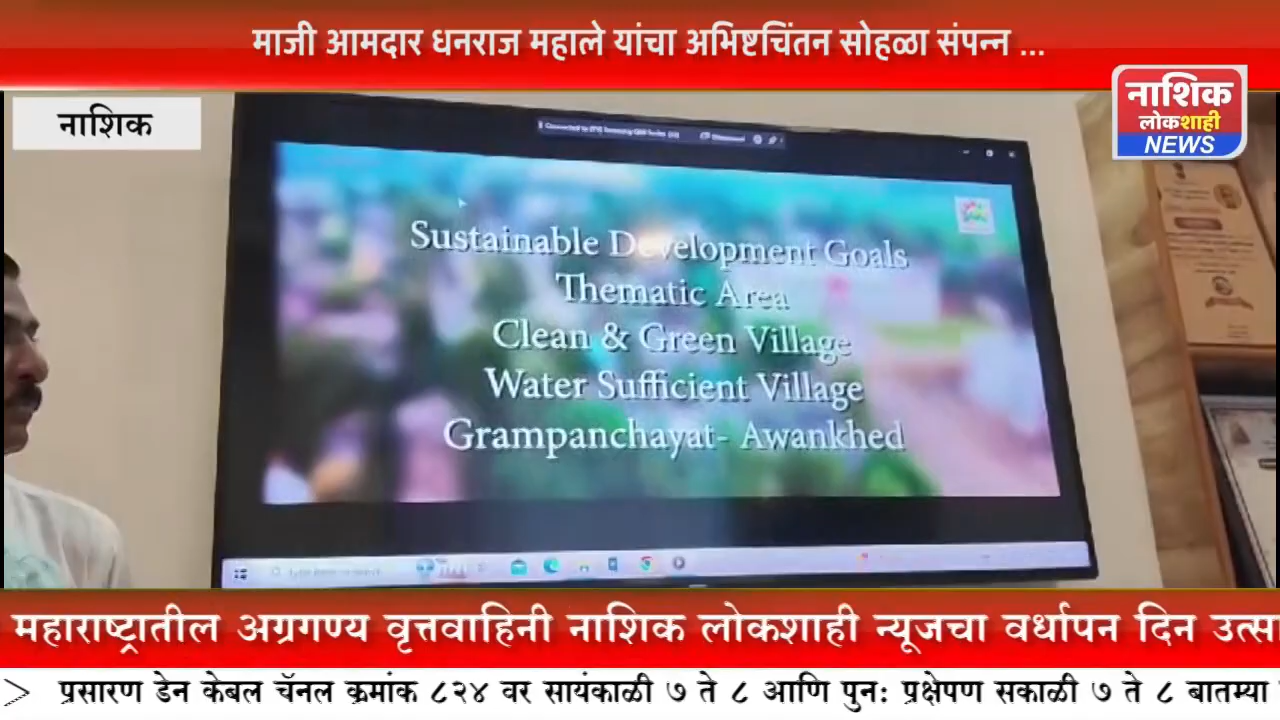 माजी आमदार धनराज महाले यांचा अभिष्टचिंतन सोहळा संपन्न ...
नाशिक
नाशिक
लोकशाही
NEWS
Sustainable Development Goals
Thematic Area
Clean & Green Village
Water Sufficient Village
Grampanchayat- Awankhed
महाराष्ट्रातील अग्रगण्य वृत्तवाहिनी नाशिक लोकशाही न्यूजचा वर्धापन दिन उत्सा
> प्रसारण डेन केबल चॅनल क्रमांक ८२४ वर सायंकाळी ७ ते ८ आणि पुनः प्रक्षेपण सकाळी ७ ते ८ बातम्या